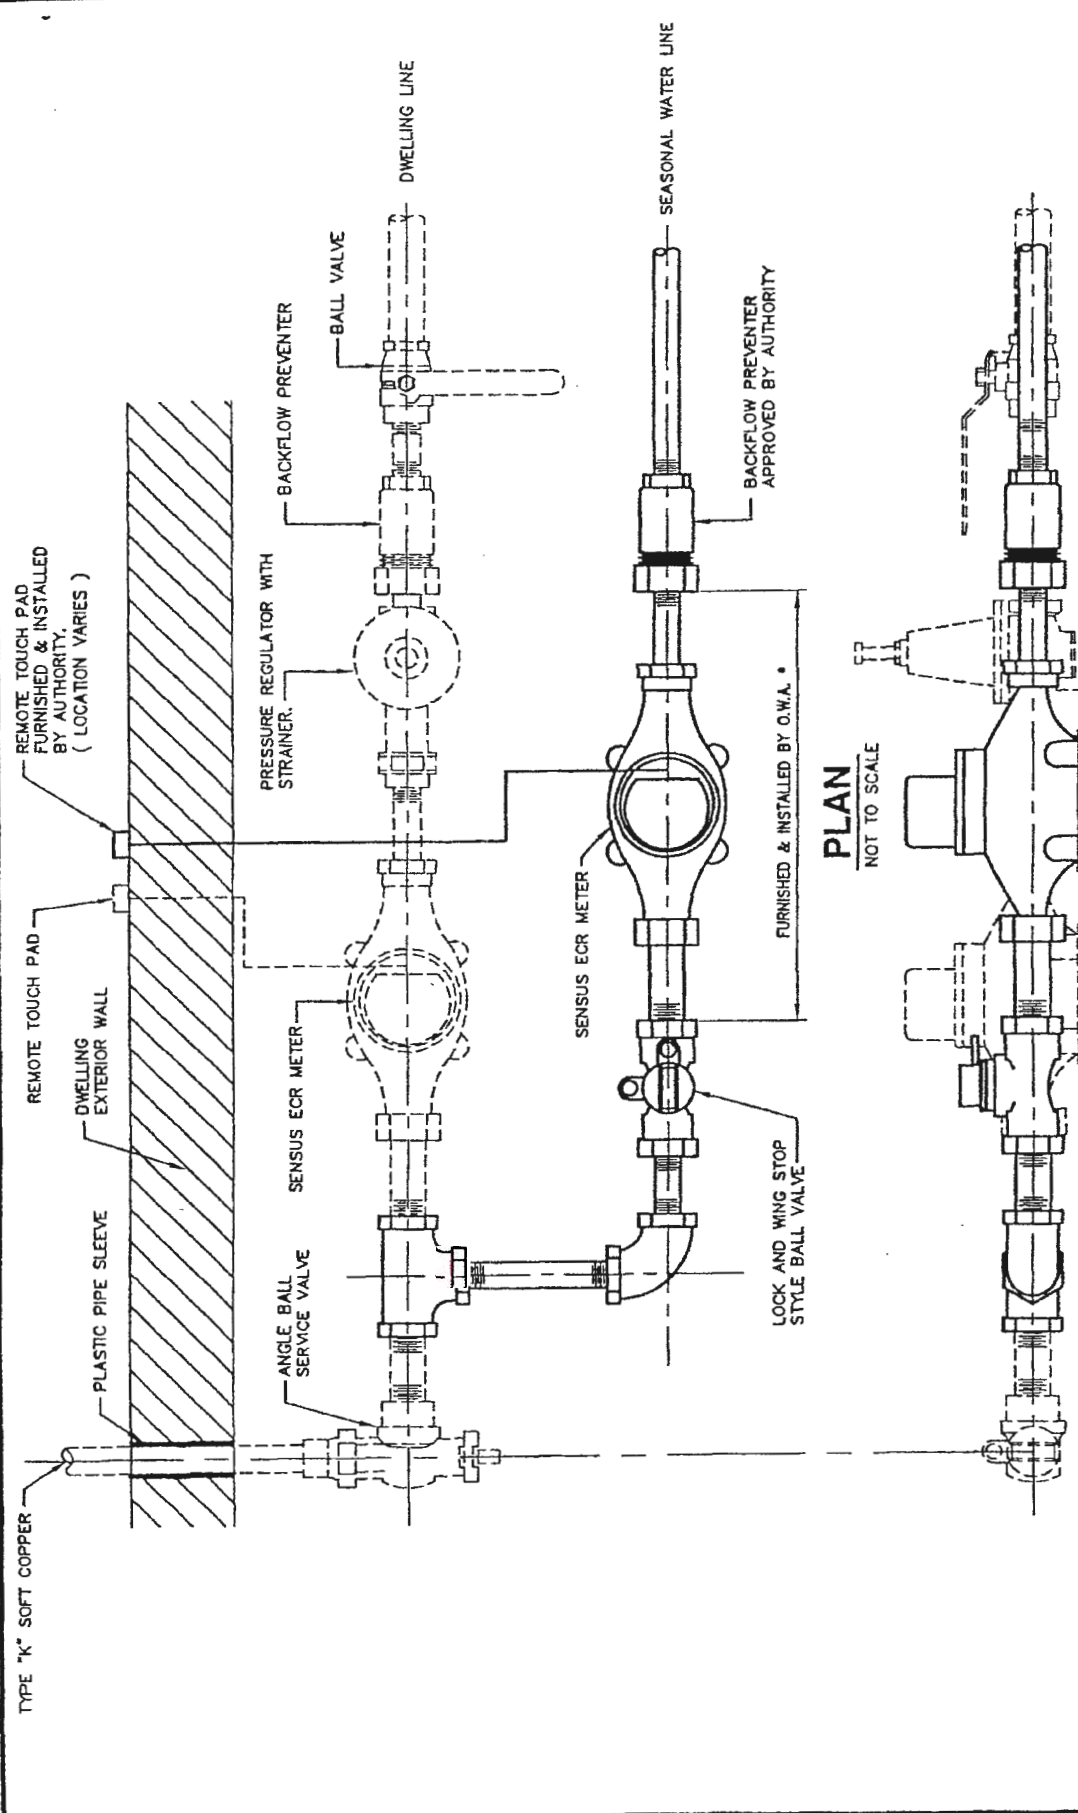 TYPE "K" SOFT COPPER
PLASTIC PIPE SLEEVE
DWELLING
EXTERIOR WALL
REMOTE TOUCH PAD
REMOTE TOUCH PAD
FURNISHED & INSTALLED
BY AUTHORITY.
( LOCATION VARIES )
ANGLE BALL
SERVICE VALVE
SENSUS ECR METER
PRESSURE REGULATOR WITH
STRAINER.
BACKFLOW PREVENTER
BALL VALVE
DWELLING LINE
LOCK AND WING STOP
STYLE BALL VALVE
SENSUS ECR METER
BACKFLOW PREVENTER
APPROVED BY AUTHORITY
SEASONAL WATER LINE
FURNISHED & INSTALLED BY O.W.A. *
PLAN
NOT TO SCALE